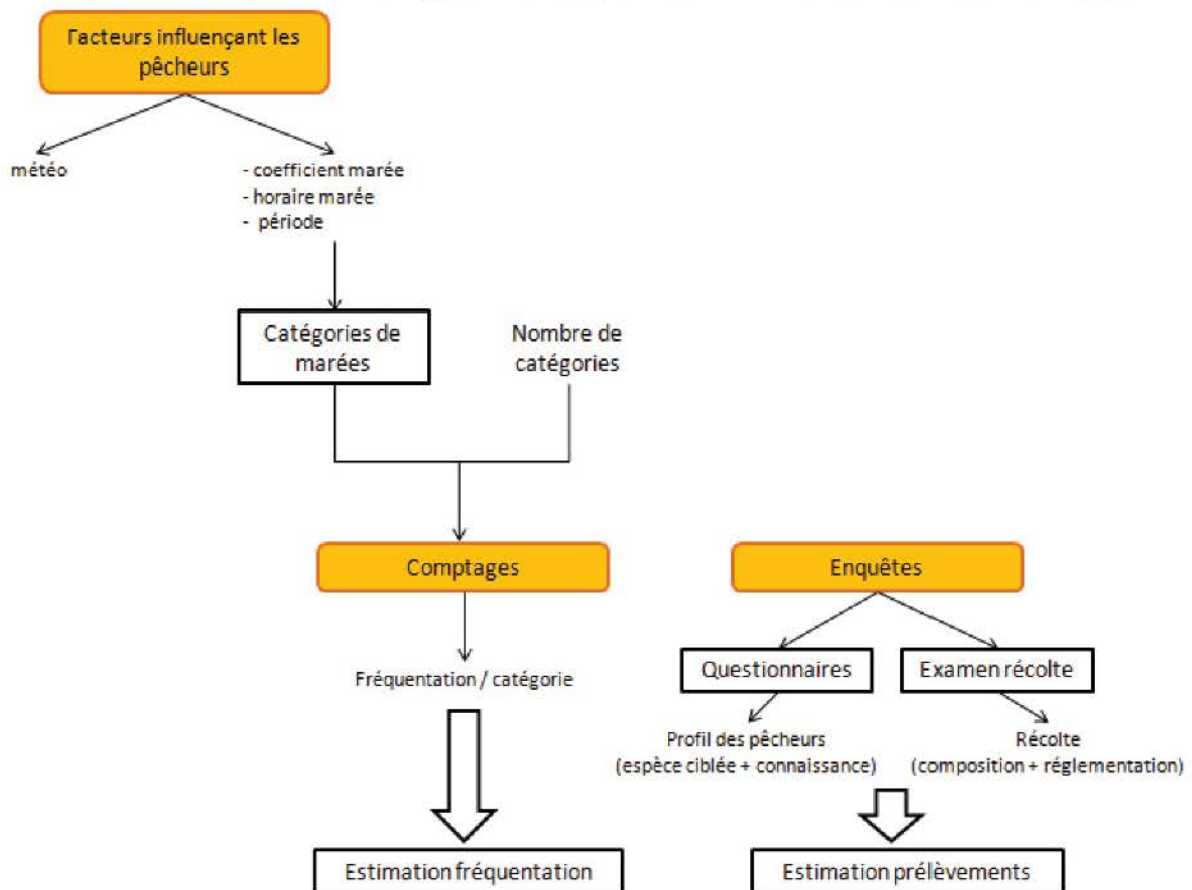 Facteurs influençant les
pêcheurs
météo
- coefficient marée
- horaire marée
- période
Catégories de
marées
Nombre de
catégories
Comptages
Enquêtes
Fréquentation / catégorie
Questionnaires
Examen récolte
Profil des pêcheurs
(espèce ciblée + connaissance)
Récolte
(composition + réglementation)
Estimation fréquentation
Estimation prélèvements